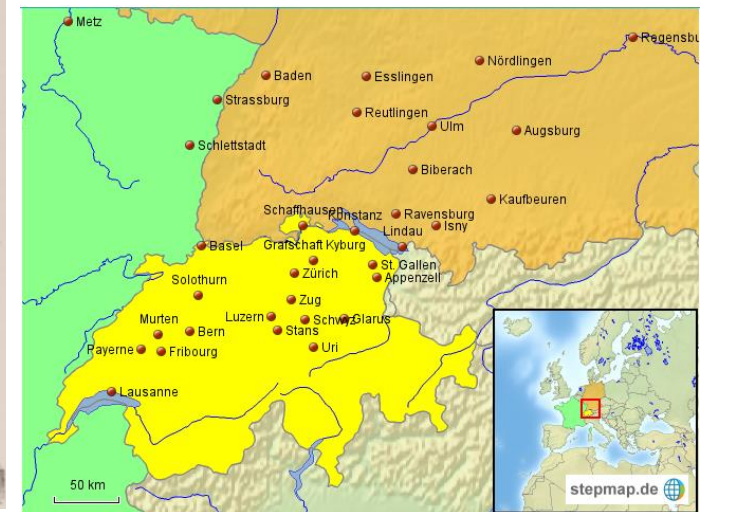 Metz
Regensbu
Nördlingen
Baden
Esslingen
Strassburg
Reutlingen
Ulm
Augsburg
Schlettstadt
Biberach
Kaufbeuren
Schaffhausen
Konstanz
Ravensburg
Isny
Lindau
Basel
Grafschaft Kyburg
St. Gallen
Zürich
Appenzell
Solothurn
Zug
Luzern
Schwyz
Glarus
Murten
Bern
Stans
Payerne
Fribourg
Uri
Lausanne
50 km
stepmap.de